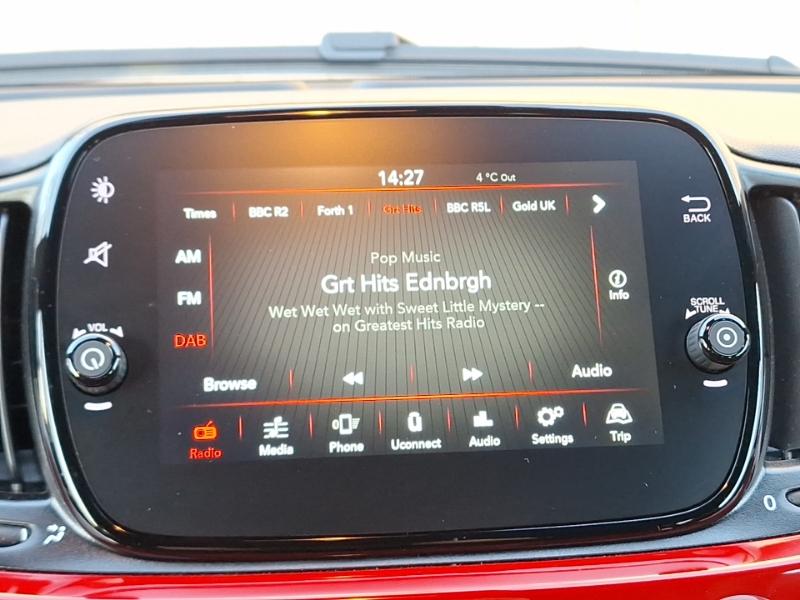 14:27 4°C Out
Times BBC R2 Forth 1 Grt Hits BBC R5L Gold UK
AM
FM
DAB
Pop Music
Grt Hits Ednbrgh
Wet Wet Wet with Sweet Little Mystery --
on Greatest Hits Radio
Info
Browse Audio
Radio Media Phone Uconnect Audio Settings Trip
VOL
BACK
SCROLL
TUNE
0